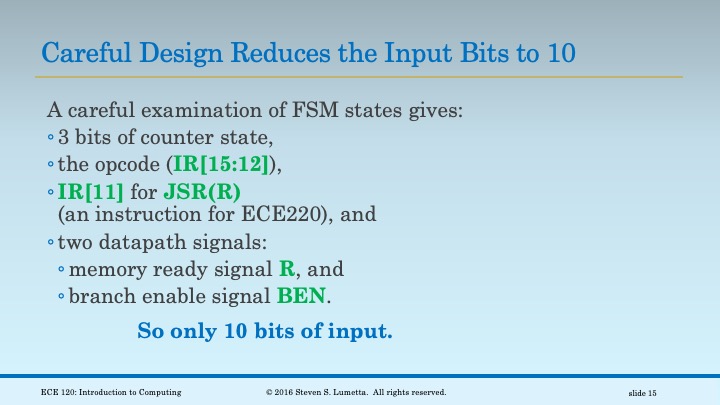 Careful Design Reduces the Input Bits to 10
A careful examination of FSM states gives:
◦ 3 bits of counter state,
◦ the opcode (IR[15:12]),
◦ IR[11] for JSR(R)
(an instruction for ECE220), and
◦ two datapath signals:
◦ memory ready signal R, and
◦ branch enable signal BEN.
So only 10 bits of input.
ECE 120: Introduction to Computing © 2016 Steven S. Lumetta. All rights reserved. slide 15